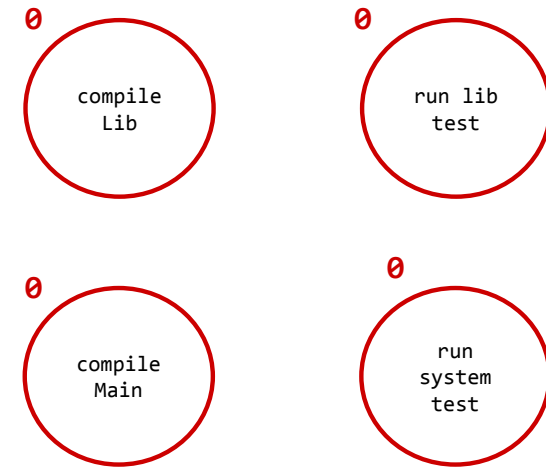 0
compile
Lib
0
run lib
test
0
compile
Main
0
run
system
test